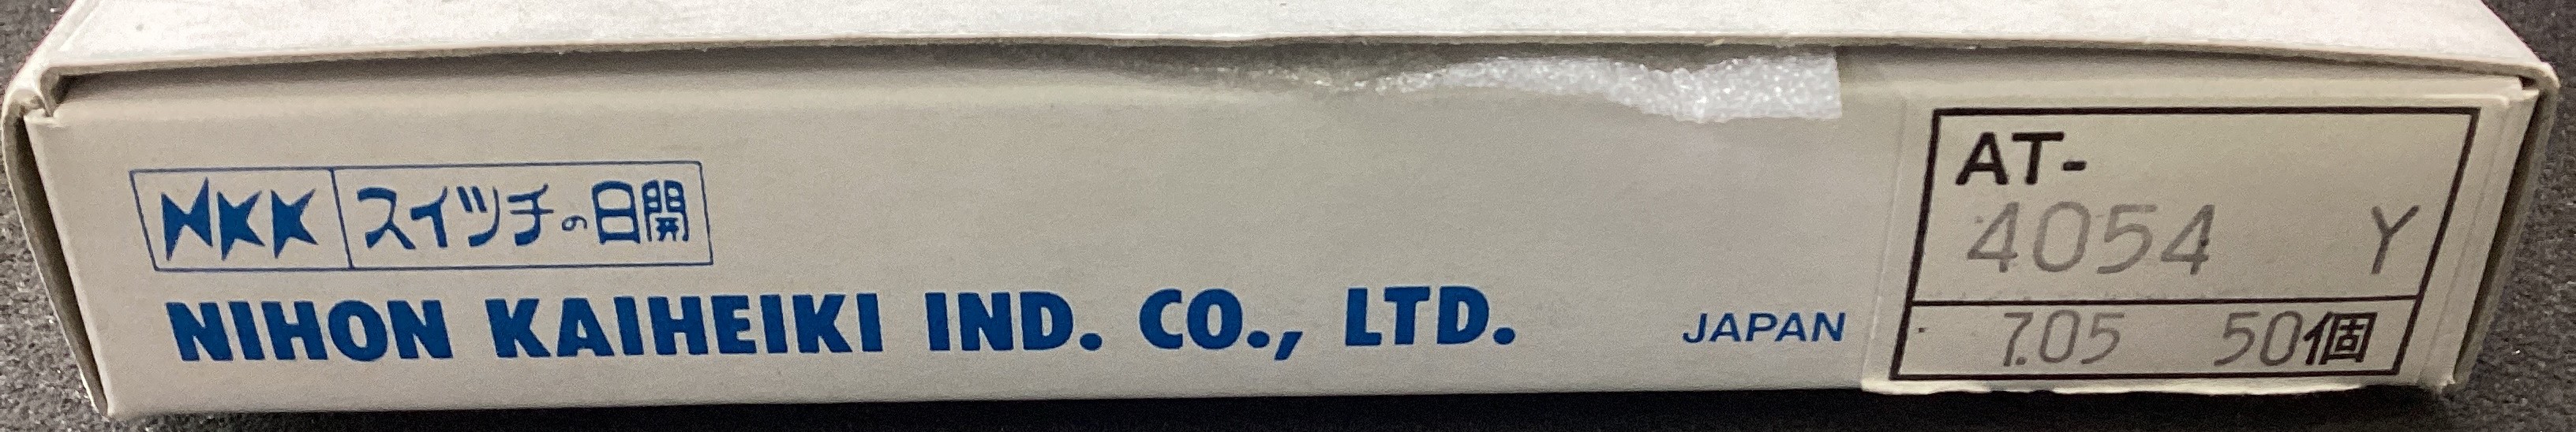 NKK スイッチの日開
NIHON KAIHEIKI IND. CO., LTD.
JAPAN
AT-
4054 Y
7.05 50個